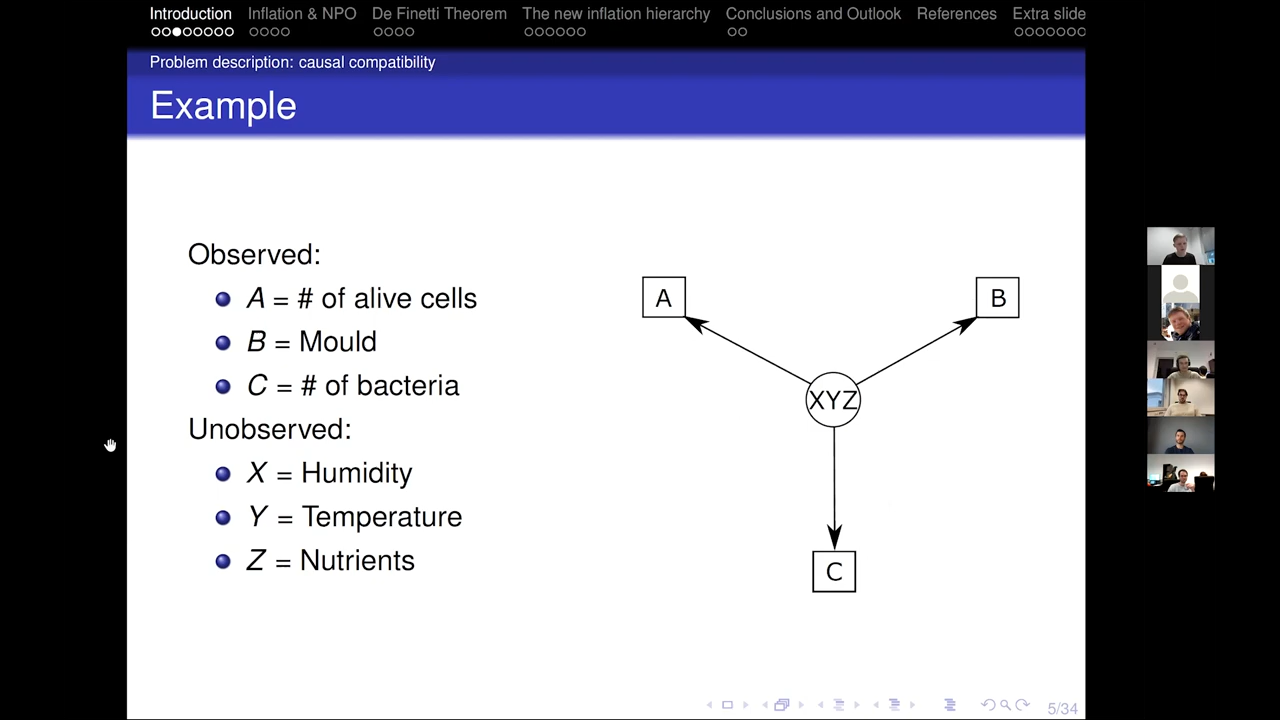 Introduction Inflation & NPO De Finetti Theorem The new inflation hierarchy Conclusions and Outlook References Extra slide
Problem description: causal compatibility
Example
Observed:
A = # of alive cells
B = Mould
C = # of bacteria
Unobserved:
X = Humidity
Y = Temperature
Z = Nutrients
A
B
XYZ
C
5/34